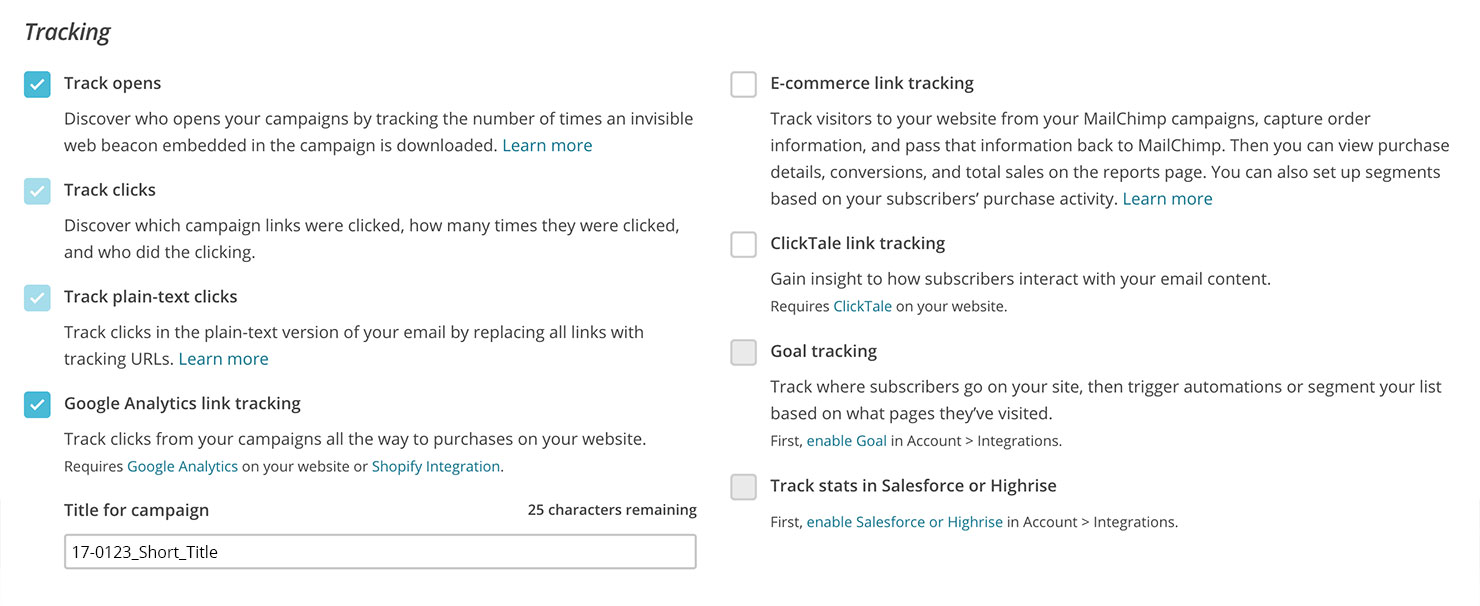 Tracking
Track opens
Discover who opens your campaigns by tracking the number of times an invisible
web beacon embedded in the campaign is downloaded. Learn more
Track clicks
Discover which campaign links were clicked, how many times they were clicked,
and who did the clicking.
Track plain-text clicks
Track clicks in the plain-text version of your email by replacing all links with
tracking URLs. Learn more
Google Analytics link tracking
Track clicks from your campaigns all the way to purchases on your website.
Requires Google Analytics on your website or Shopify Integration.
Title for campaign 25 characters remaining
17-0123_Short_Title
E-commerce link tracking
Track visitors to your website from your MailChimp campaigns, capture order
information, and pass that information back to MailChimp. Then you can view purchase
details, conversions, and total sales on the reports page. You can also set up segments
based on your subscribers’ purchase activity. Learn more
ClickTale link tracking
Gain insight to how subscribers interact with your email content.
Requires ClickTale on your website.
Goal tracking
Track where subscribers go on your site, then trigger automations or segment your list
based on what pages they’ve visited.
First, enable Goal in Account > Integrations.
Track stats in Salesforce or Highrise
First, enable Salesforce or Highrise in Account > Integrations.